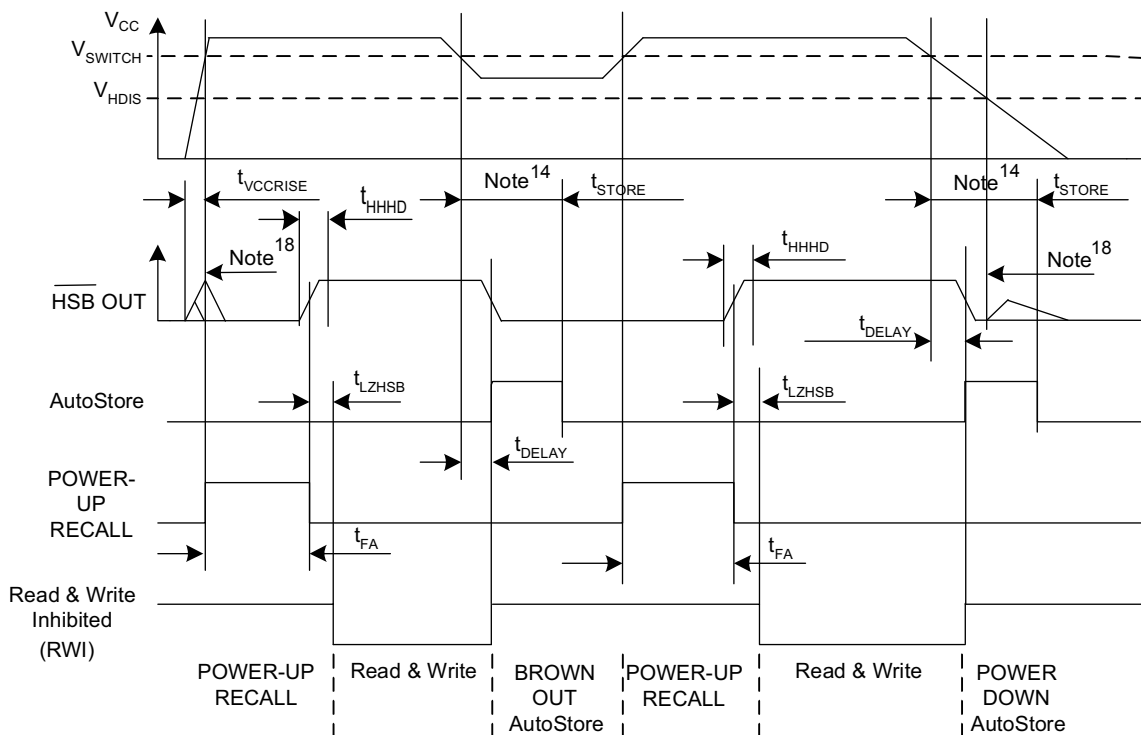 VCC
VSWITCH
VHDIS
tVCCRISE
Note14
tSTORE
Note14
tSTORE
tHHHD
tHHHD
Note18
Note18
HSB OUT
tDELAY
tLZHSB
tLZHSB
AutoStore
tDELAY
POWER-
UP
RECALL
tFA
tFA
Read & Write
Inhibited
(RWI)
POWER-UP
RECALL
Read & Write
BROWN
OUT
AutoStore
POWER-UP
RECALL
Read & Write
POWER
DOWN
AutoStore